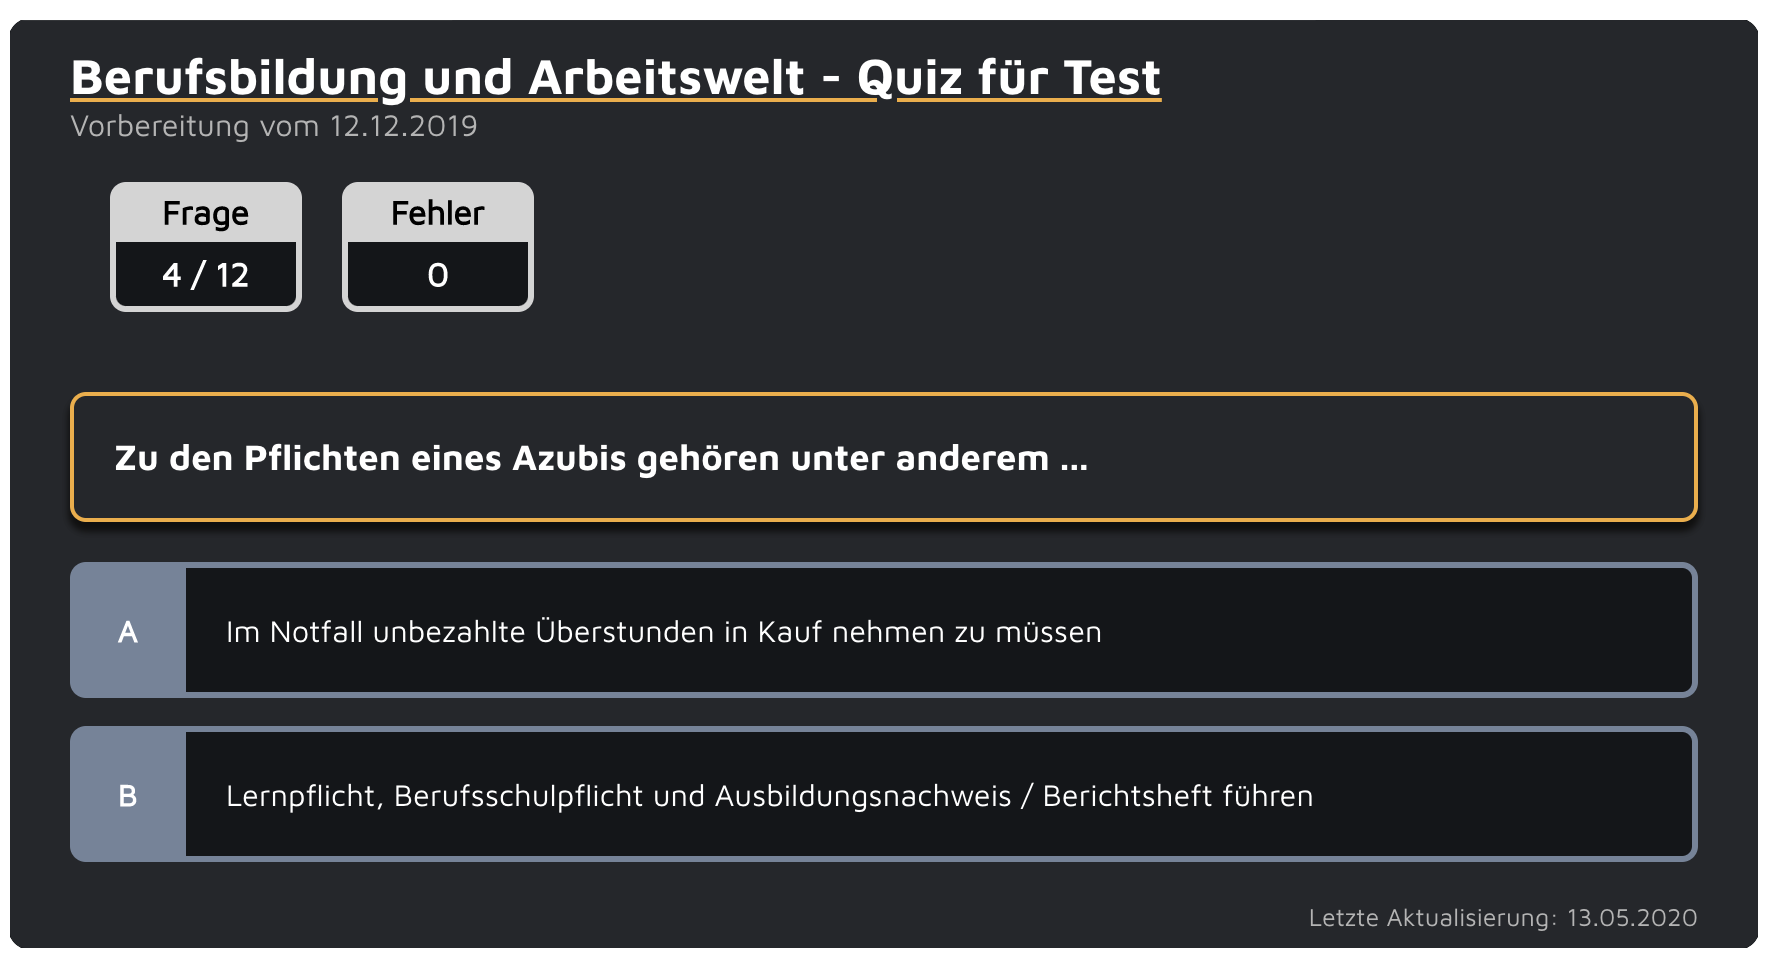 Berufsbildung und Arbeitswelt - Quiz für Test
Vorbereitung vom 12.12.2019
Frage
4 / 12
Fehler
0
Zu den Pflichten eines Azubis gehören unter anderem ...
A
Im Notfall unbezahlte Überstunden in Kauf nehmen zu müssen
B
Lernpflicht, Berufsschulpflicht und Ausbildungsnachweis / Berichtsheft führen
Letzte Aktualisierung: 13.05.2020